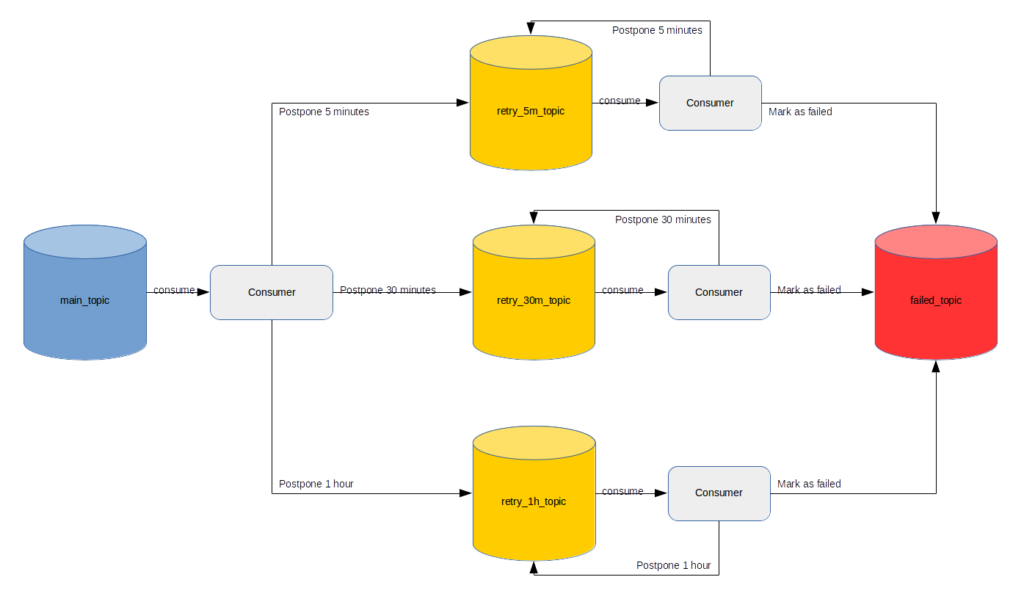 Postpone 5 minutes
retry_5m_topic
consume
Consumer
Postpone 5 minutes
Mark as failed
Postpone 30 minutes
main_topic
consume
Consumer
Postpone 30 minutes
retry_30m_topic
consume
Consumer
Mark as failed
failed_topic
Postpone 1 hour
retry_1h_topic
consume
Consumer
Mark as failed
Postpone 1 hour